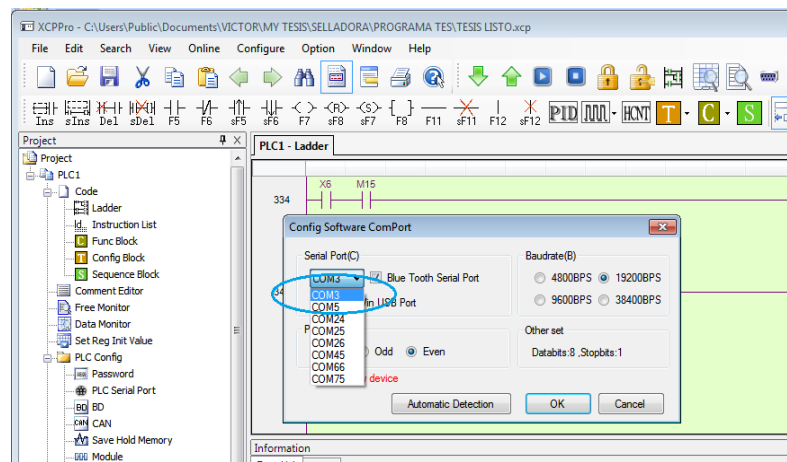 XCPPro - C:\Users\Public\Documents\VICTOR\MY TESIS\SELLADORA\PROGRAMA TES\TESIS LISTO.xcp
File Edit Search View Online Configure Option Window Help
Ins sIns Del sDel F5 F6 sF5 sF6 F7 sF8 sF7 F8 F11 sF11 F12 sF12 PID HCNT T C S
Project
PLC1 - Ladder
Project
PLC1
Code
Ladder
Instruction List
Func Block
Config Block
Sequence Block
Comment Editor
Free Monitor
Data Monitor
Set Reg Init Value
PLC Config
Password
PLC Serial Port
BD BD
CAN CAN
Save Hold Memory
Module
X6 M15
334
34
Config Software ComPort
Serial Port(C)
COM3
Blue Tooth Serial Port
COM3
COM5
COM24
COM25
COM26
COM45
COM66
COM75
in USB Port
P
Odd Even
device
Baudrate(B)
4800BPS 19200BPS
9600BPS 38400BPS
Other set
Databits:8 ,Stopbits:1
Automatic Detection OK Cancel
Information